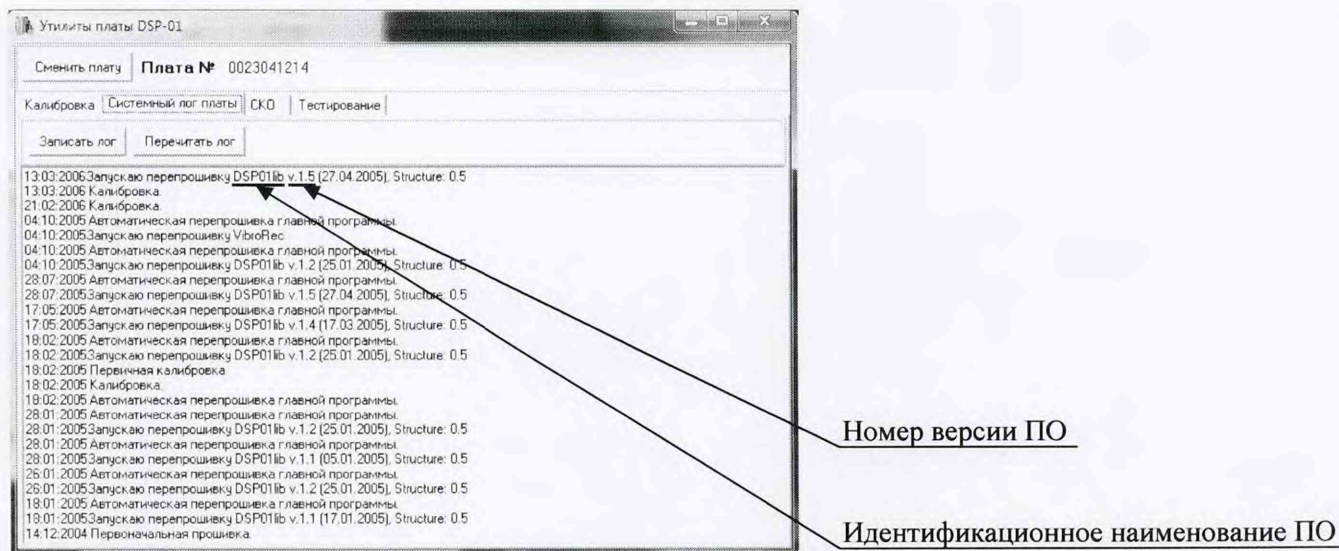 Утилиты платы DSP-01
Сменить плату Плата № 0023041214
Калибровка Системный лог платы СКО Тестирование
Записать лог Перечитать лог
13:03:2006Запускаю перепрошивку DSP01lib v.1.5 (27.04.2005), Structure: 0.5
13:03:2006 Калибровка.
21:02:2006 Калибровка.
04:10:2005 Автоматическая перепрошивка главной программы.
04:10:2005Запускаю перепрошивку VibroRec
04:10:2005 Автоматическая перепрошивка главной программы.
04:10:2005Запускаю перепрошивку DSP01lib v.1.2 (25.01.2005), Structure: 0.5
28:07:2005 Автоматическая перепрошивка главной программы.
28:07:2005Запускаю перепрошивку DSP01lib v.1.5 (27.04.2005), Structure: 0.5
17:05:2005 Автоматическая перепрошивка главной программы.
17:05:2005Запускаю перепрошивку DSP01lib v.1.4 (17.03.2005), Structure: 0.5
18:02:2005 Автоматическая перепрошивка главной программы.
18:02:2005Запускаю перепрошивку DSP01lib v.1.2 (25.01.2005), Structure: 0.5
18:02:2005 Первичная калибровка
18:02:2005 Калибровка.
18:02:2005 Автоматическая перепрошивка главной программы.
28:01:2005 Автоматическая перепрошивка главной программы.
28:01:2005Запускаю перепрошивку DSP01lib v.1.2 (25.01.2005), Structure: 0.5
28:01:2005 Автоматическая перепрошивка главной программы.
28:01:2005Запускаю перепрошивку DSP01lib v.1.1 (05.01.2005), Structure: 0.5
26:01:2005 Автоматическая перепрошивка главной программы.
26:01:2005Запускаю перепрошивку DSP01lib v.1.2 (25.01.2005), Structure: 0.5
18:01:2005 Автоматическая перепрошивка главной программы.
18:01:2005Запускаю перепрошивку DSP01lib v.1.1 (17.01.2005), Structure: 0.5
14:12:2004 Первоначальная прошивка.
Номер версии ПО
Идентификационное наименование ПО